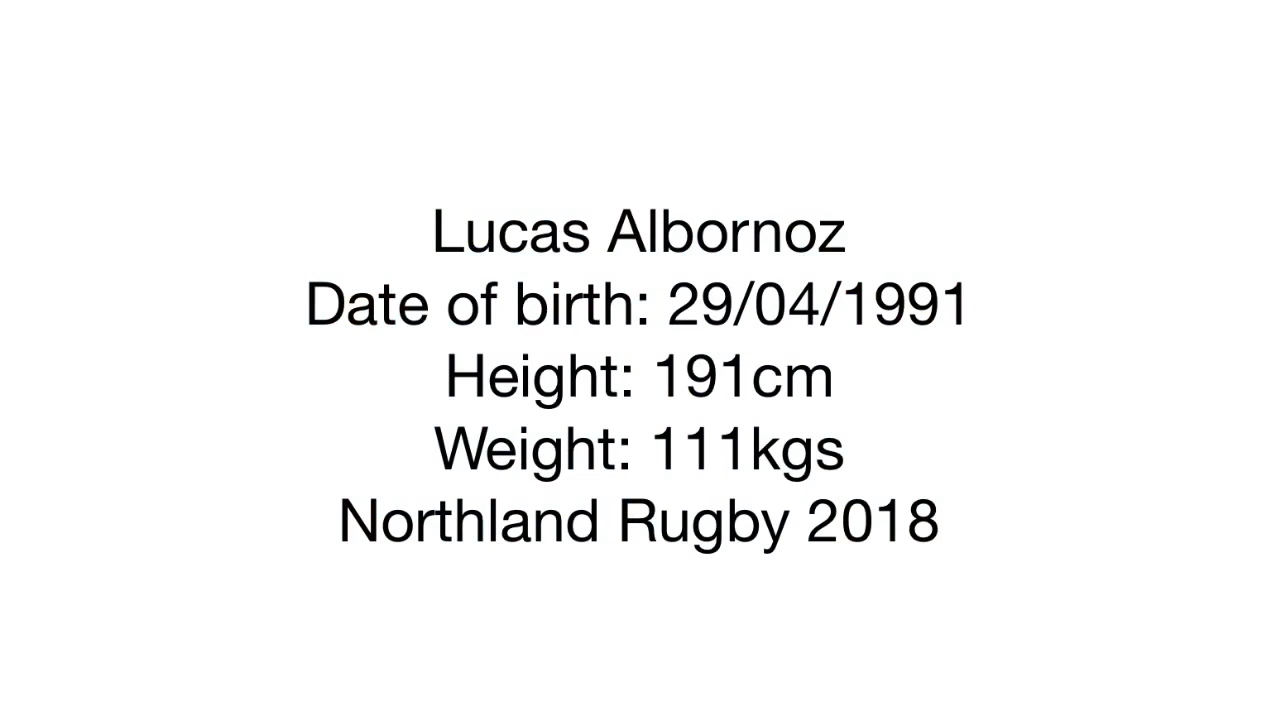 Lucas Albornoz
Date of birth: 29/04/1991
Height: 191cm
Weight: 111kgs
Northland Rugby 2018